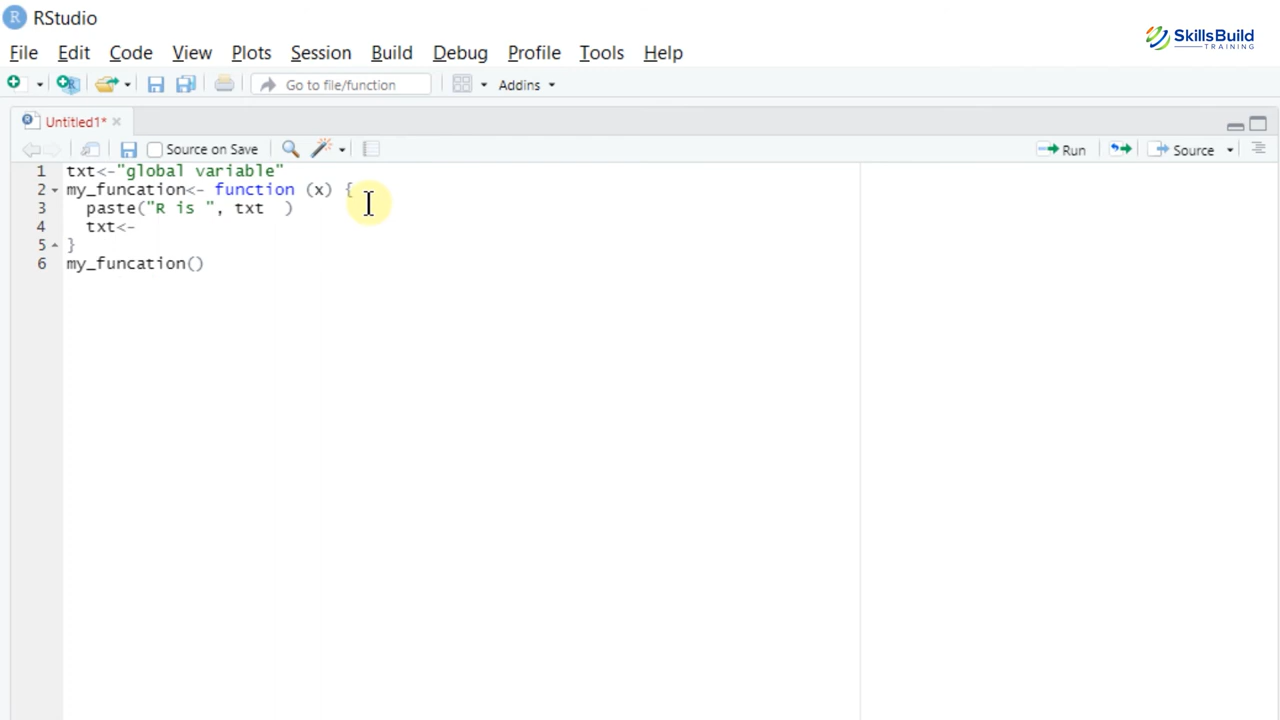 RStudio
SkillsBuild
TRAINING
File Edit Code View Plots Session Build Debug Profile Tools Help
Go to file/function Addins
Untitled1*
Source on Save Run Source
1 txt<-"global variable"
2 my_funcation<- function (x) {
3 paste("R is ", txt  )
4 txt<-
5 }
6 my_funcation()